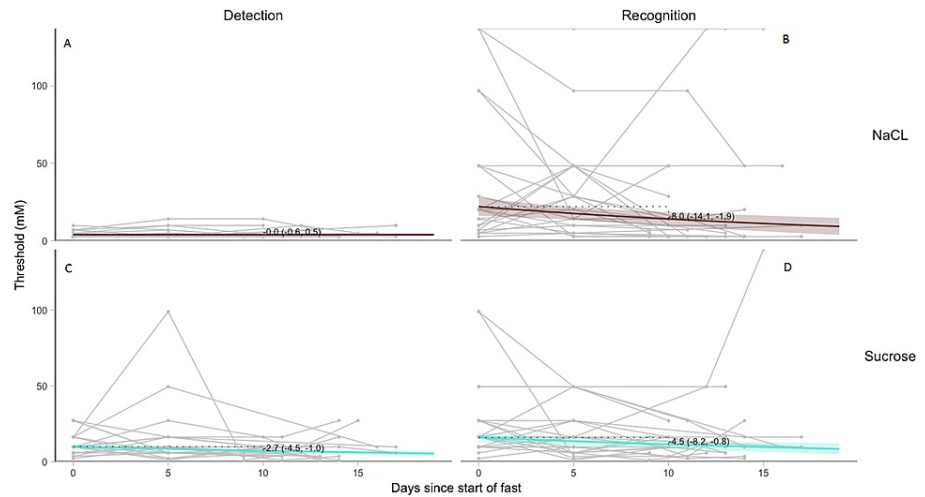 Detection
Recognition
A
B
100
50
0
-0.0 (-0.6, 0.5)
-8.0 (-14.1, -1.9)
NaCL
Threshold (mM)
C
D
100
50
0
-2.7 (-4.5, -1.0)
-4.5 (-8.2, -0.8)
Sucrose
0 5 10 15 0 5 10 15
Days since start of fast